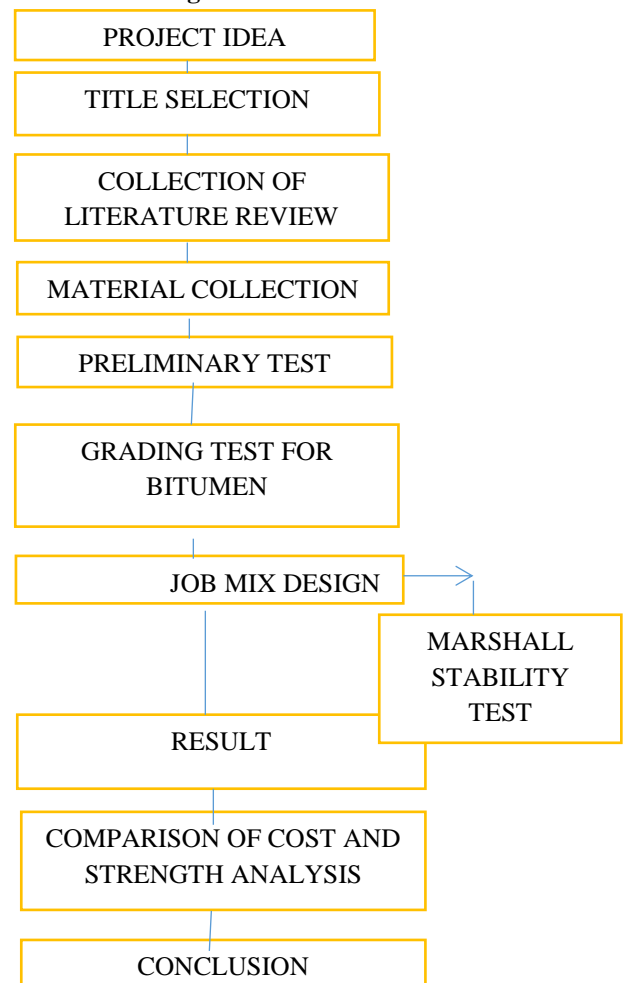 PROJECT IDEA
TITLE SELECTION
COLLECTION OF
LITERATURE REVIEW
MATERIAL COLLECTION
PRELIMINARY TEST
GRADING TEST FOR
BITUMEN
JOB MIX DESIGN
MARSHALL
STABILITY
TEST
RESULT
COMPARISON OF COST AND
STRENGTH ANALYSIS
CONCLUSION